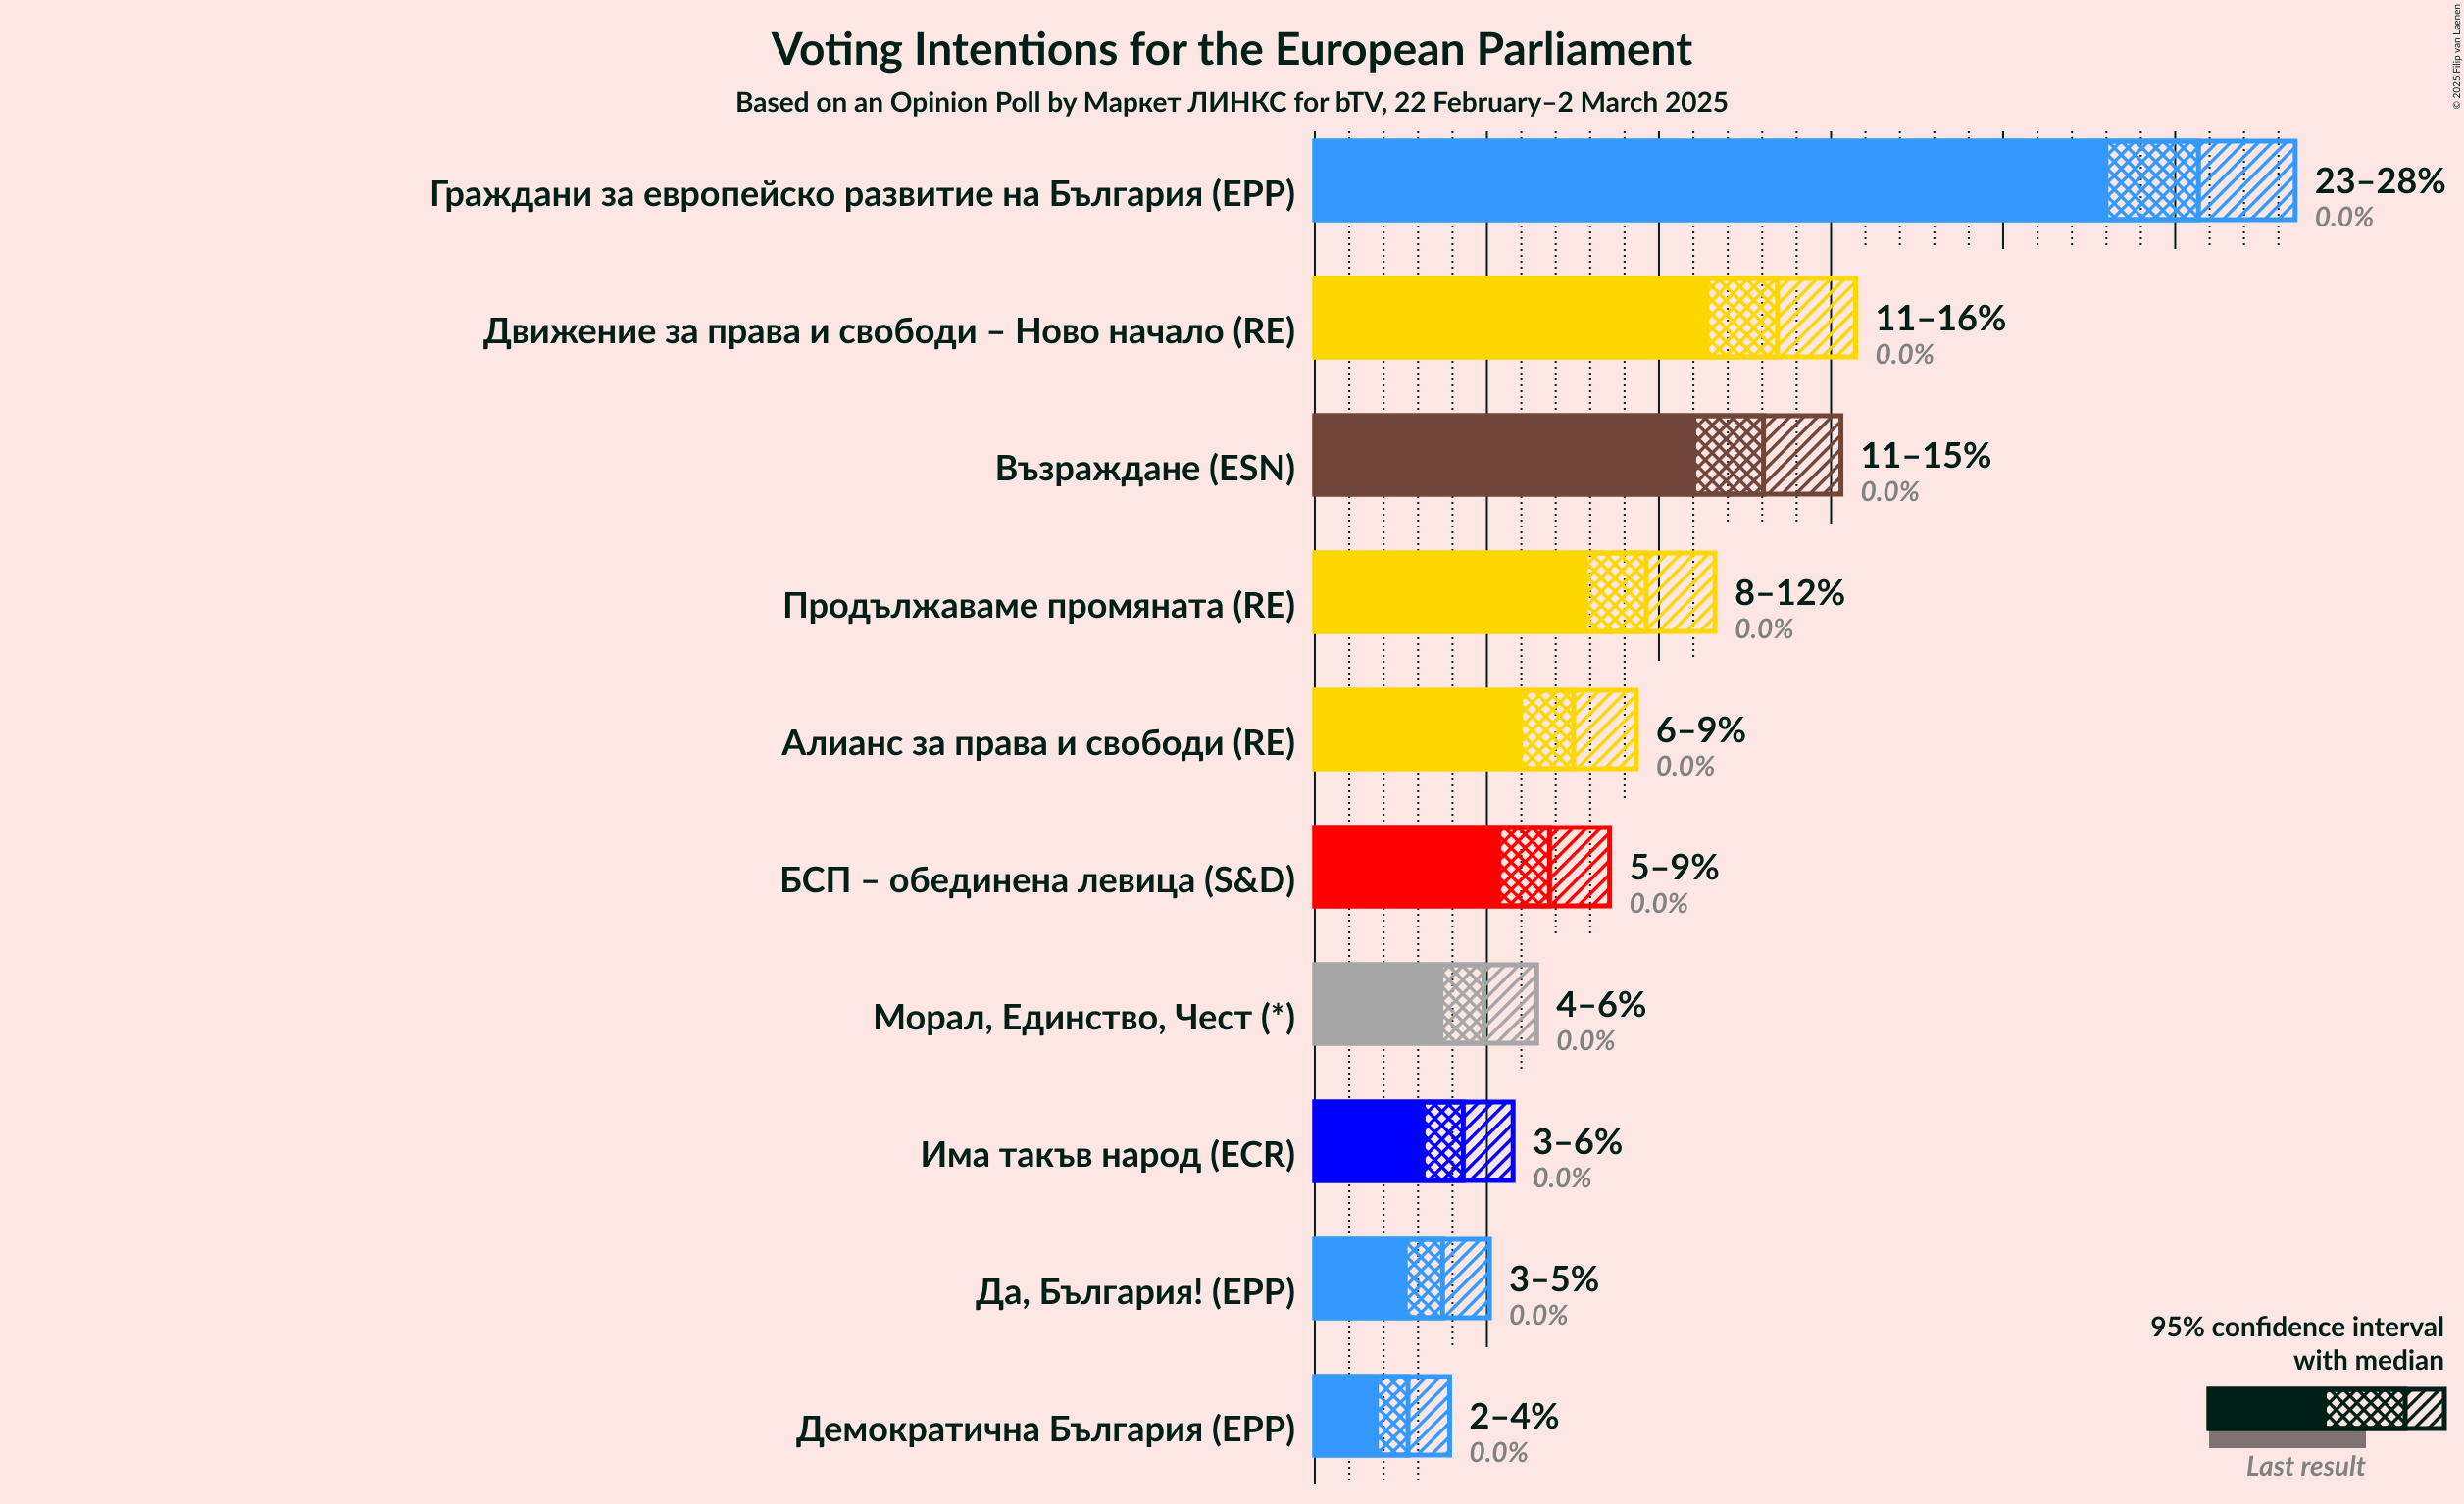 © 2025 Filip van Laenen
Voting Intentions for the European Parliament
Based on an Opinion Poll by Маркет ЛИНКС for bTV, 22 February–2 March 2025
Граждани за европейско развитие на България (EPP)
23–28%
0.0%
Движение за права и свободи – Ново начало (RE)
11–16%
0.0%
Възраждане (ESN)
11–15%
0.0%
Продължаваме промяната (RE)
8–12%
0.0%
Алианс за права и свободи (RE)
6–9%
0.0%
БСП – обединена левица (S&D)
5–9%
0.0%
Морал, Единство, Чест (*)
4–6%
0.0%
Има такъв народ (ECR)
3–6%
0.0%
Да, България! (EPP)
3–5%
0.0%
Демократична България (EPP)
2–4%
0.0%
95% confidence interval
with median
Last result